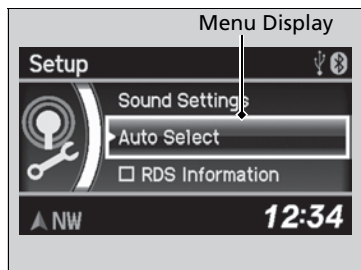 Menu Display
Setup
Sound Settings
Auto Select
RDS Information
NW
12:34